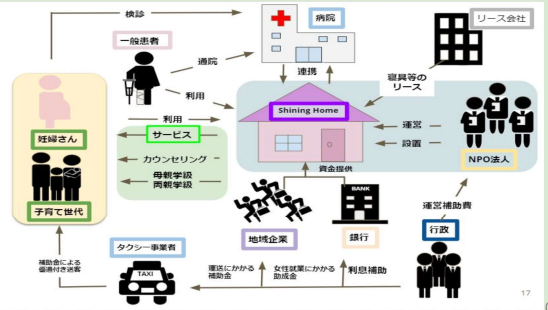 検診
病院
リース会社
一般患者
通院
連携
寝具等の
リース
利用
Shining Home
利用
サービス
運営
妊婦さん
カウンセリング
設置
母親学級
両親学級
NPO法人
資金提供
子育て世代
BANK
運営補助費
地域企業
銀行
行政
タクシー事業者
補助金による
優遇付き送客
TAXI
運送にかかる
補助金
女性就業にかかる
助成金
利息補助
17